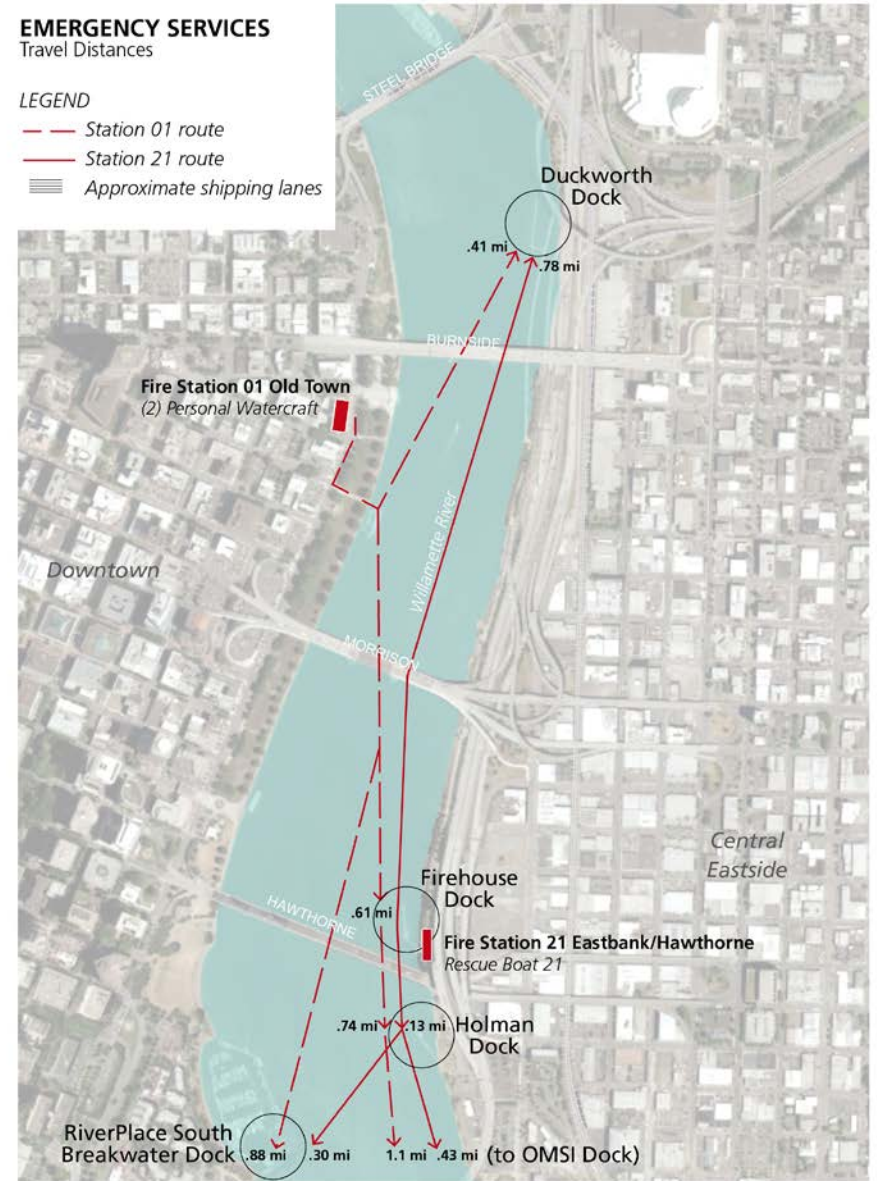 EMERGENCY SERVICES
Travel Distances
LEGEND
Station 01 route
Station 21 route
Approximate shipping lanes
STEEL BRIDGE
Duckworth
Dock
.41 mi
.78 mi
BURNSIDE
Fire Station 01 Old Town
(2) Personal Watercraft
Willamette River
Downtown
MORRISON
Central
Eastside
Firehouse
Dock
.61 mi
HAWTHORNE
Fire Station 21 Eastbank/Hawthorne
Rescue Boat 21
.74 mi
.13 mi
Holman
Dock
RiverPlace South
Breakwater Dock
.88 mi
.30 mi
1.1 mi
.43 mi (to OMSI Dock)